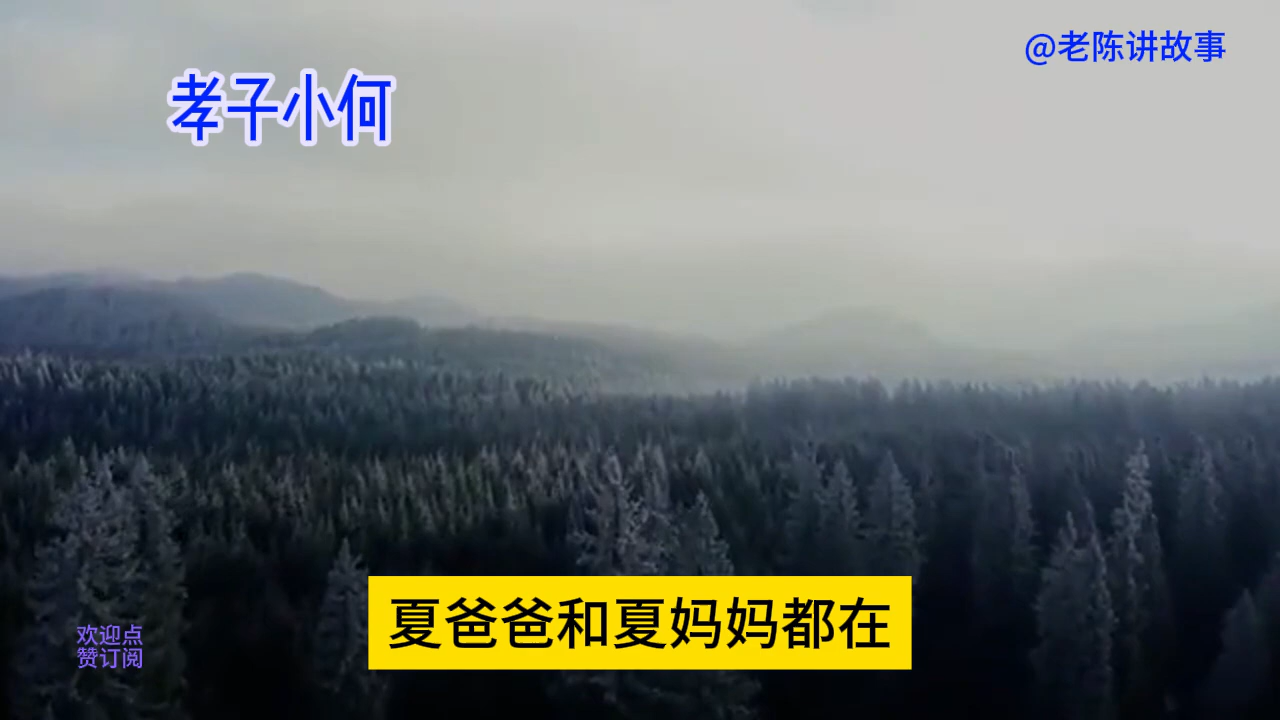 @老陈讲故事
孝子小何
夏爸爸和夏妈妈都在
欢迎点
赞订阅